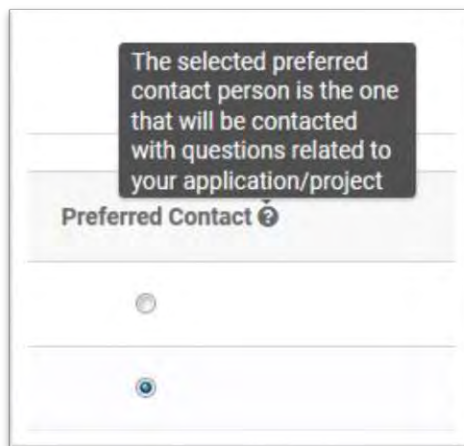 The selected preferred
contact person is the one
that will be contacted
with questions related to
your application/project
Preferred Contact ?